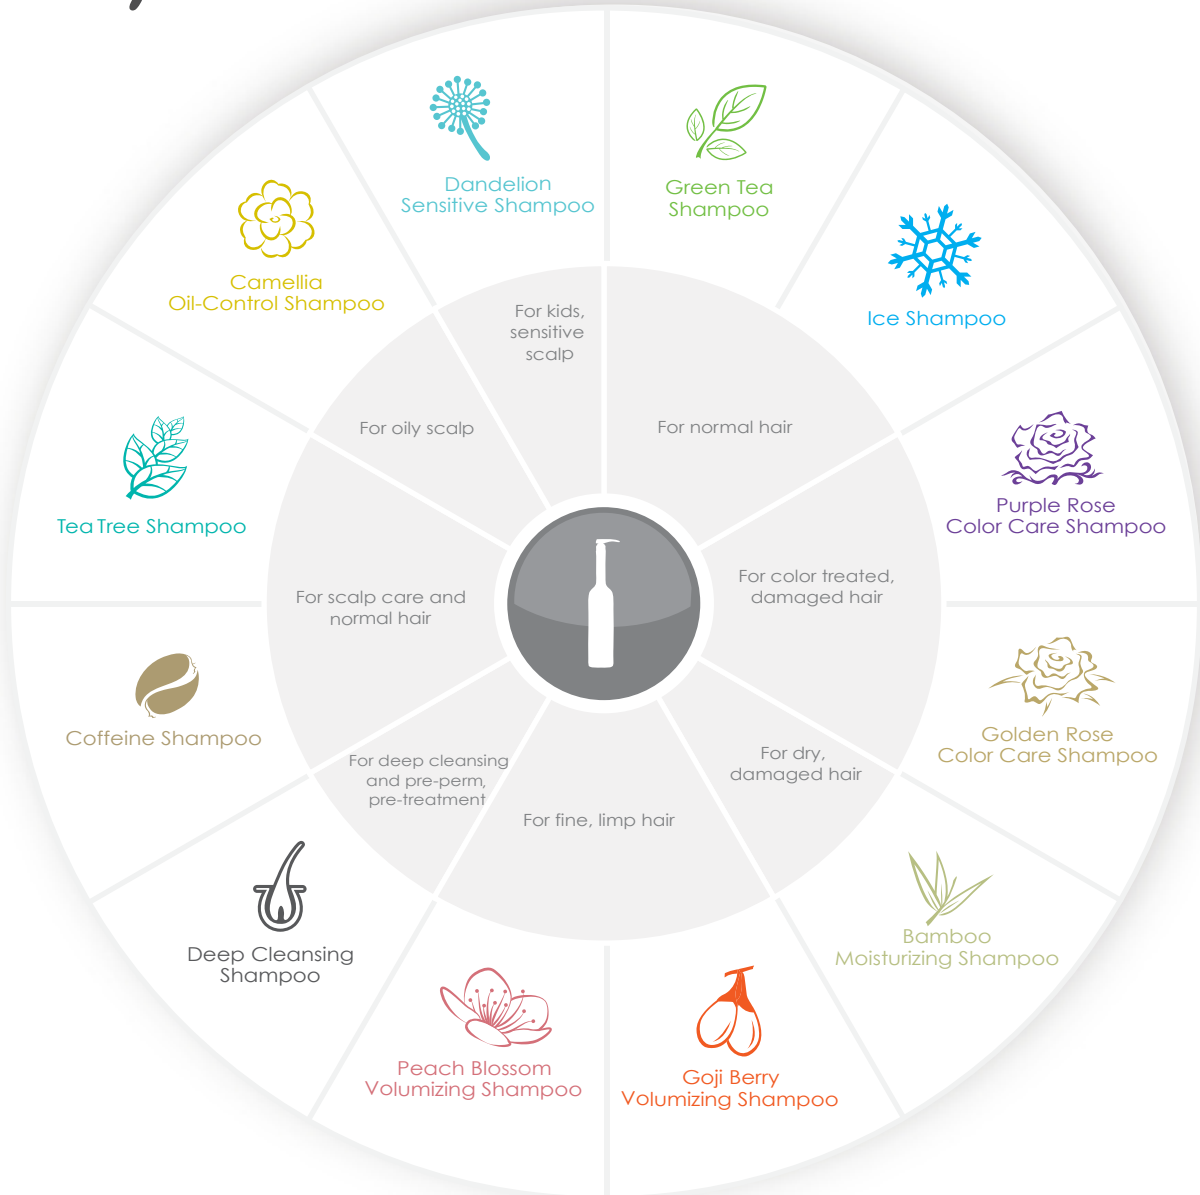 Dandelion
Sensitive Shampoo
Green Tea
Shampoo
Camellia
Oil-Control Shampoo
Ice Shampoo
For kids,
sensitive
scalp
For oily scalp
For normal hair
Tea Tree Shampoo
Purple Rose
Color Care Shampoo
For scalp care and
normal hair
For color treated,
damaged hair
Coffeine Shampoo
Golden Rose
Color Care Shampoo
For deep cleansing
and pre-perm,
pre-treatment
For fine, limp hair
For dry,
damaged hair
Deep Cleansing
Shampoo
Bamboo
Moisturizing Shampoo
Peach Blossom
Volumizing Shampoo
Goji Berry
Volumizing Shampoo